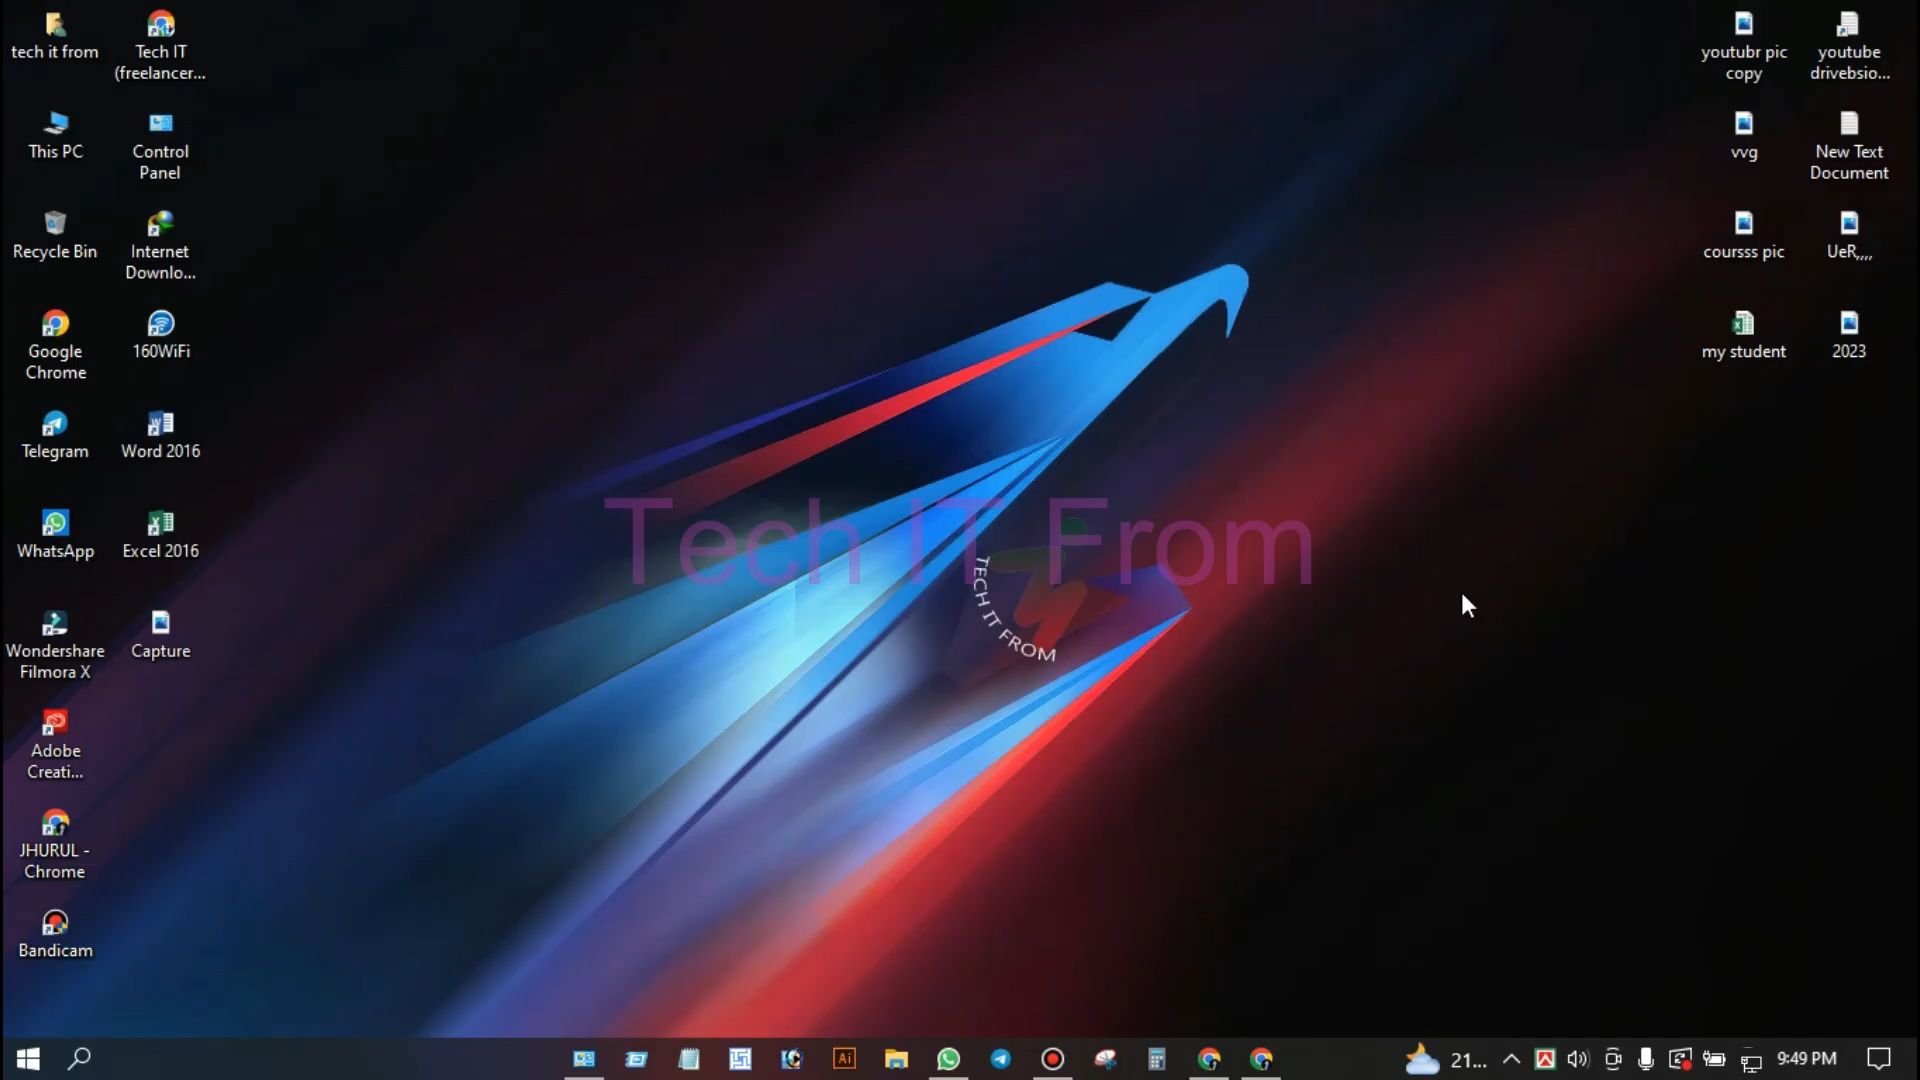 tech it from
Tech IT
(freelancer...
This PC
Control
Panel
Recycle Bin
Internet
Downlo...
Google
Chrome
160WiFi
Telegram
Word 2016
WhatsApp
Excel 2016
Wondershare
Filmora X
Capture
Adobe
Creati...
JHURUL -
Chrome
Bandicam
youtubr pic
copy
youtube
drivebsio...
vvg
New Text
Document
coursss pic
UeR,,,,
my student
2023
Tech IT From
TECH IT FROM
Ai
21...
9:49 PM